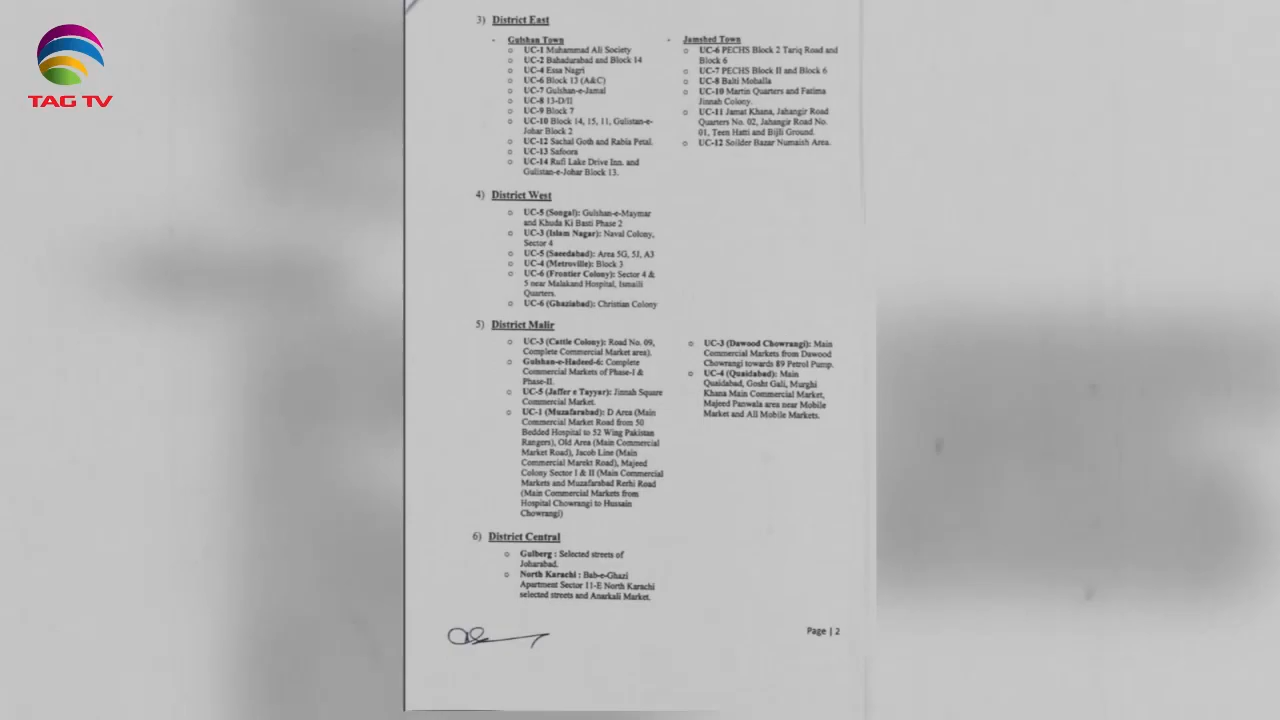 TAG TV
3) District East
- Gulshan Town
o UC-1 Muhammad Ali Society
o UC-2 Bahadurabad and Block 14
o UC-4 Essa Nagri
o UC-6 Block 13 (A&C)
o UC-7 Gulshan-e-Jamal
o UC-8 13-D/II
o UC-9 Block 7
o UC-10 Block 14, 15, 11, Gulistan-e-
Johar Block 2
o UC-12 Sachal Goth and Rabia Petal.
o UC-13 Safoora
o UC-14 Rufi Lake Drive Inn. and
Gulistan-e-Johar Block 13.
- Jamshed Town
o UC-6 PECHS Block 2 Tariq Road and
Block 6
o UC-7 PECHS Block II and Block 6
o UC-8 Balti Mohalla
o UC-10 Martin Quarters and Fatima
Jinnah Colony.
o UC-11 Jamat Khana, Jahangir Road
Quarters No. 02, Jahangir Road No.
01, Teen Hatti and Bijli Ground.
o UC-12 Soilder Bazar Numaish Area.
4) District West
o UC-5 (Songal): Gulshan-e-Maymar
and Khuda Ki Basti Phase 2
o UC-3 (Islam Nagar): Naval Colony,
Sector 4
o UC-5 (Saeedabad): Area 5G, 5J, A3
o UC-4 (Metroville): Block 3
o UC-6 (Frontier Colony): Sector 4 &
5 near Malakand Hospital, Ismaili
Quarters.
o UC-6 (Ghaziabad): Christian Colony
5) District Malir
o UC-3 (Cattle Colony): Road No. 09,
Complete Commercial Market area).
o Gulshan-e-Hadeed-6: Complete
Commercial Markets of Phase-I &
Phase-II.
o UC-5 (Jaffer e Tayyar): Jinnah Square
Commercial Market.
o UC-1 (Muzafarabad): D Area (Main
Commercial Market Road from 50
Bedded Hospital to 52 Wing Pakistan
Rangers), Old Area (Main Commercial
Market Road), Jacob Line (Main
Commercial Marekt Road), Majeed
Colony Sector I & II (Main Commercial
Markets and Muzafarabad Rerhi Road
(Main Commercial Markets from
Hospital Chowrangi to Hussain
Chowrangi)
o UC-3 (Dawood Chowrangi): Main
Commercial Markets from Dawood
Chowrangi towards 89 Petrol Pump.
o UC-4 (Quaidabad): Main
Quaidabad, Gosht Gali, Murghi
Khana Main Commercial Market,
Majeed Panwala area near Mobile
Market and All Mobile Markets.
6) District Central
o Gulberg : Selected streets of
Joharabad.
o North Karachi : Bab-e-Ghazi
Apartment Sector 11-E North Karachi
selected streets and Anarkali Market.
Page | 2